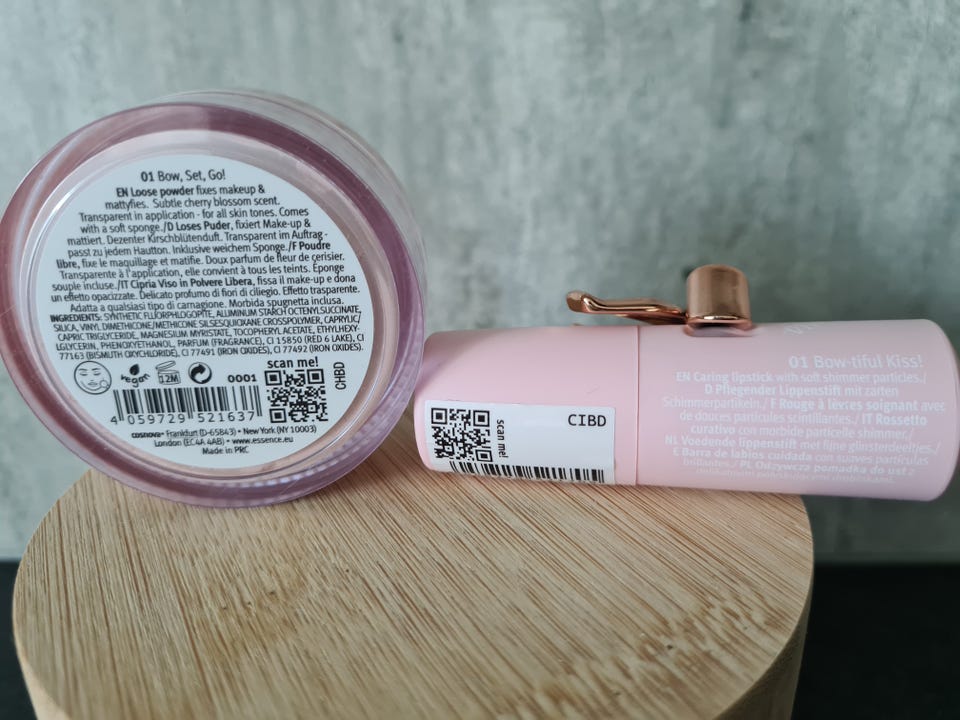 01 Bow, Set, Go!
EN Loose powder fixes makeup &
mattyfies. Subtle cherry blossom scent.
Transparent in application - for all skin tones. Comes
with a soft sponge./D Loses Puder, fixiert Make-up &
mattiert. Dezenter Kirschblütenduft. Transparent im Auftrag -
passt zu jedem Hautton. Inklusive weichem Sponge./F Poudre
libre, fixe le maquillage et matifie. Doux parfum de fleur de cerisier.
Transparente à l'application, elle convient à tous les teints. Éponge
souple incluse./IT Cipria Viso in Polvere Libera, fissa il make-up e dona
un effetto opacizzante. Delicato profumo di fiori di ciliegio. Effetto trasparente.
Adatta a qualsiasi tipo di carnagione. Morbida spugnetta inclusa.
INGREDIENTS: SYNTHETIC FLUORPHLOGOPITE, ALUMINUM STARCH OCTENYLSUCCINATE,
SILICA, VINYL DIMETHICONE/METHICONE SILSESQUIOXANE CROSSPOLYMER, CAPRYLIC/
CAPRIC TRIGLYCERIDE, MAGNESIUM MYRISTATE, TOCOPHERYL ACETATE, ETHYLHEXY-
LGLYCERIN, PHENOXYETHANOL, PARFUM (FRAGRANCE), CI 15850 (RED 6 LAKE), CI
77163 (BISMUTH OXYCHLORIDE), CI 77491 (IRON OXIDES), CI 77492 (IRON OXIDES).
scan me!
vegan
12M
0001
CHBD
4 059729 521637
cosnova • Frankfurt (D-65843) • New York (NY 10003)
London (EC4A 4AB) • www.essence.eu
Made in PRC
CIBD
scan me!
01 Bow-tiful Kiss!
EN Caring lipstick with soft shimmer particles./
D Pflegender Lippenstift mit zarten
Schimmerpartikeln./ F Rouge à lèvres soignant avec
de douces particules scintillantes./ IT Rossetto
curativo con morbide particelle shimmer./
NL Voedende lippenstift met fijne glansterdeeltjes./
E Barra de labios cuidada con suaves partículas
brillantes./ PL Odżywcza pomadka do ust z
drobinkami.